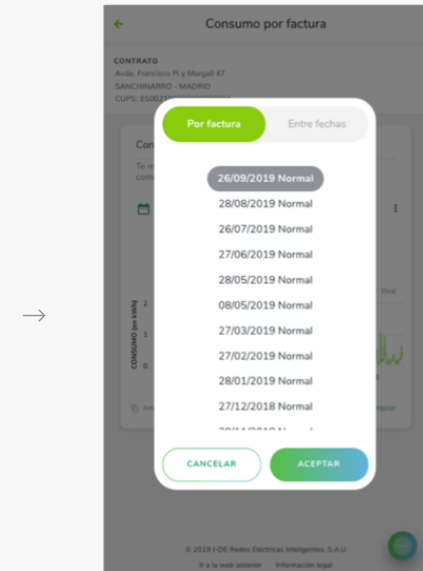 Consumo por factura
CONTRATO
Avda. Francisco Pi y Margall 47
SANCHINARRO - MADRID
CUPS:
Por factura
Entre fechas
26/09/2019 Normal
28/08/2019 Normal
26/07/2019 Normal
27/06/2019 Normal
28/05/2019 Normal
08/05/2019 Normal
27/03/2019 Normal
27/02/2019 Normal
28/01/2019 Normal
27/12/2018 Normal
Con
Te m
Real
CONSUMO (en kWh)
2
1
0
CANCELAR
ACEPTAR
© 2019 I-DE Redes Eléctricas Inteligentes, S.A.U
Ir a la web anterior
Información legal